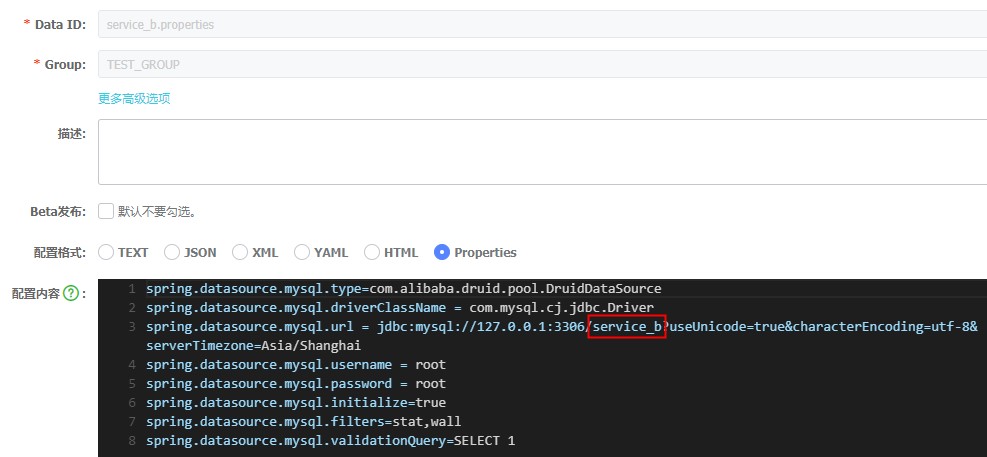 * Data ID: service_b.properties
* Group: TEST_GROUP
更多高级选项
描述:
Beta发布: 默认不要勾选。
配置格式: TEXT JSON XML YAML HTML Properties
配置内容 ? :
1 spring.datasource.mysql.type=com.alibaba.druid.pool.DruidDataSource
2 spring.datasource.mysql.driverClassName = com.mysql.cj.jdbc.Driver
3 spring.datasource.mysql.url = jdbc:mysql://127.0.0.1:3306/service_b?useUnicode=true&characterEncoding=utf-8&
serverTimezone=Asia/Shanghai
4 spring.datasource.mysql.username = root
5 spring.datasource.mysql.password = root
6 spring.datasource.mysql.initialize=true
7 spring.datasource.mysql.filters=stat,wall
8 spring.datasource.mysql.validationQuery=SELECT 1